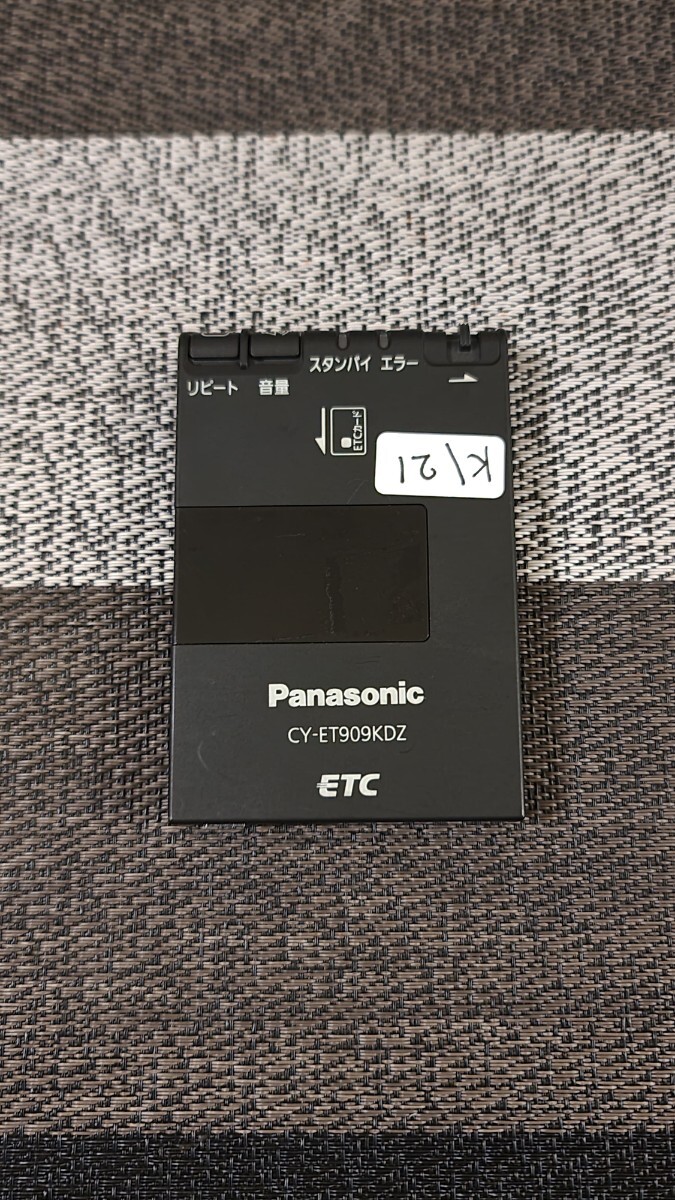 スタンバイ エラー
リピート 音量
ETCカード
K/21
Panasonic
CY-ET909KDZ
ETC